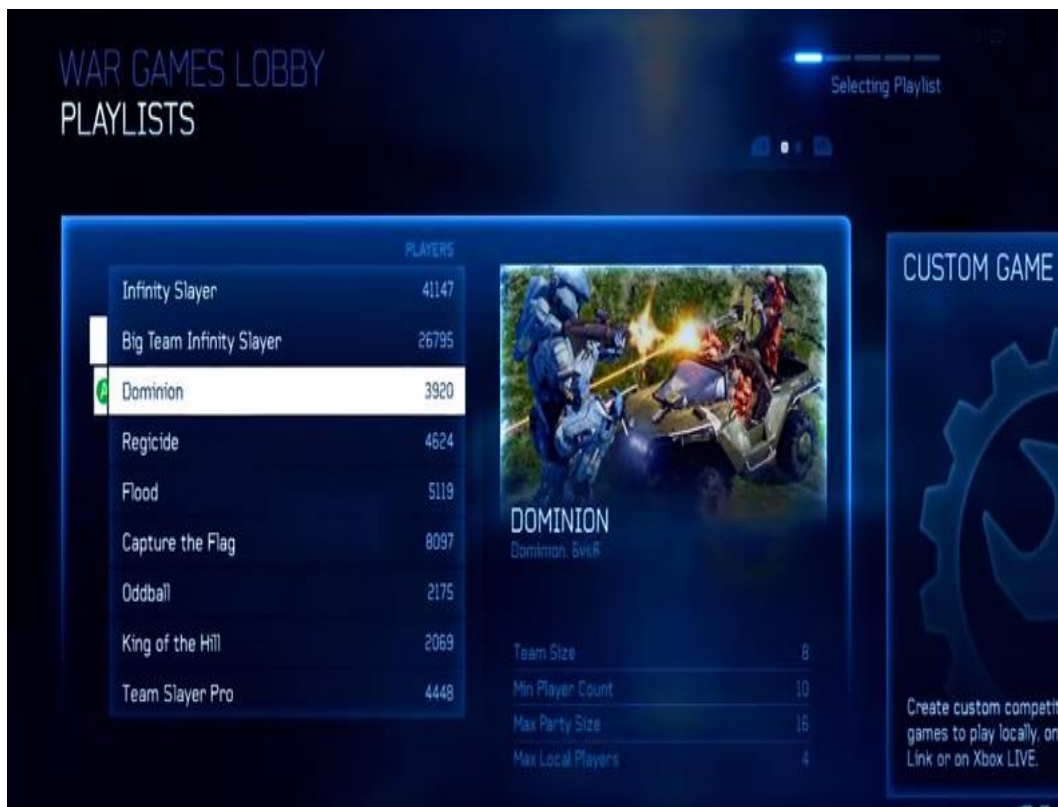 WAR GAMES LOBBY
PLAYLISTS
Selecting Playlist
PLAYERS
Infinity Slayer 41147
Big Team Infinity Slayer 26795
A Dominion 3920
Regicide 4624
Flood 5119
Capture the Flag 8097
Oddball 2175
King of the Hill 2069
Team Slayer Pro 4448
DOMINION
Dominion. 6v6.
Team Size 8
Min Player Count 10
Max Party Size 16
Max Local Players 4
CUSTOM GAME
Create custom competit
games to play locally, on
Link or on Xbox LIVE.